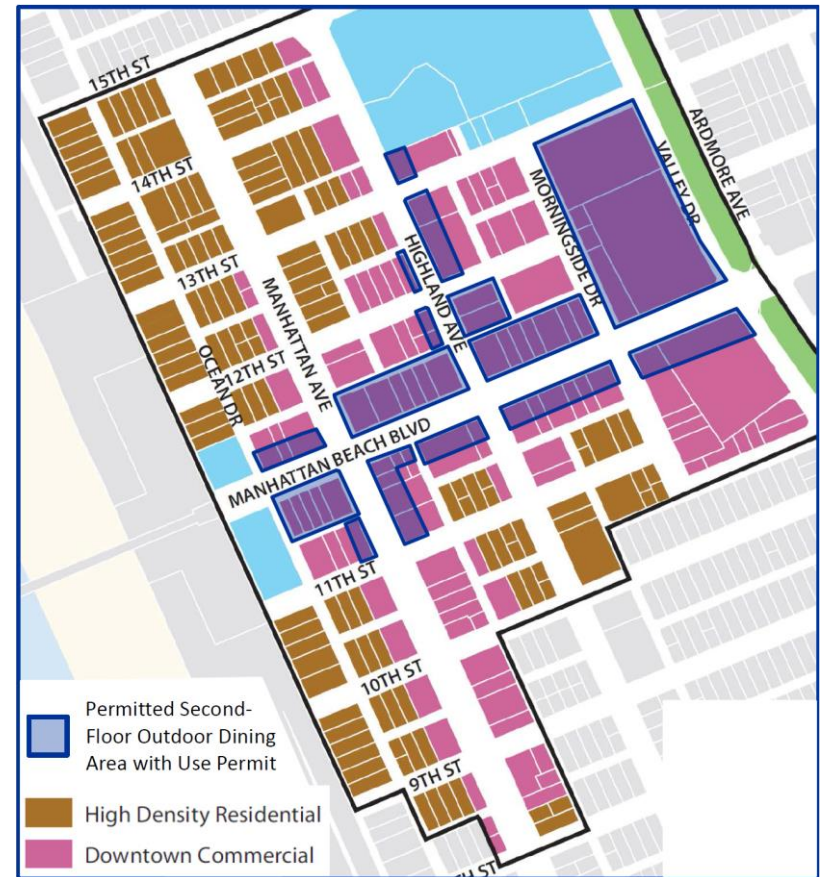 15TH ST
14TH ST
13TH ST
12TH ST
OCEAN DR
MANHATTAN AVE
HIGHLAND AVE
MORNINGSIDE DR
VALLEY DR
ARDMORE AVE
MANHATTAN BEACH BLVD
11TH ST
10TH ST
9TH ST
TH ST
Permitted Second-
Floor Outdoor Dining
Area with Use Permit
High Density Residential
Downtown Commercial